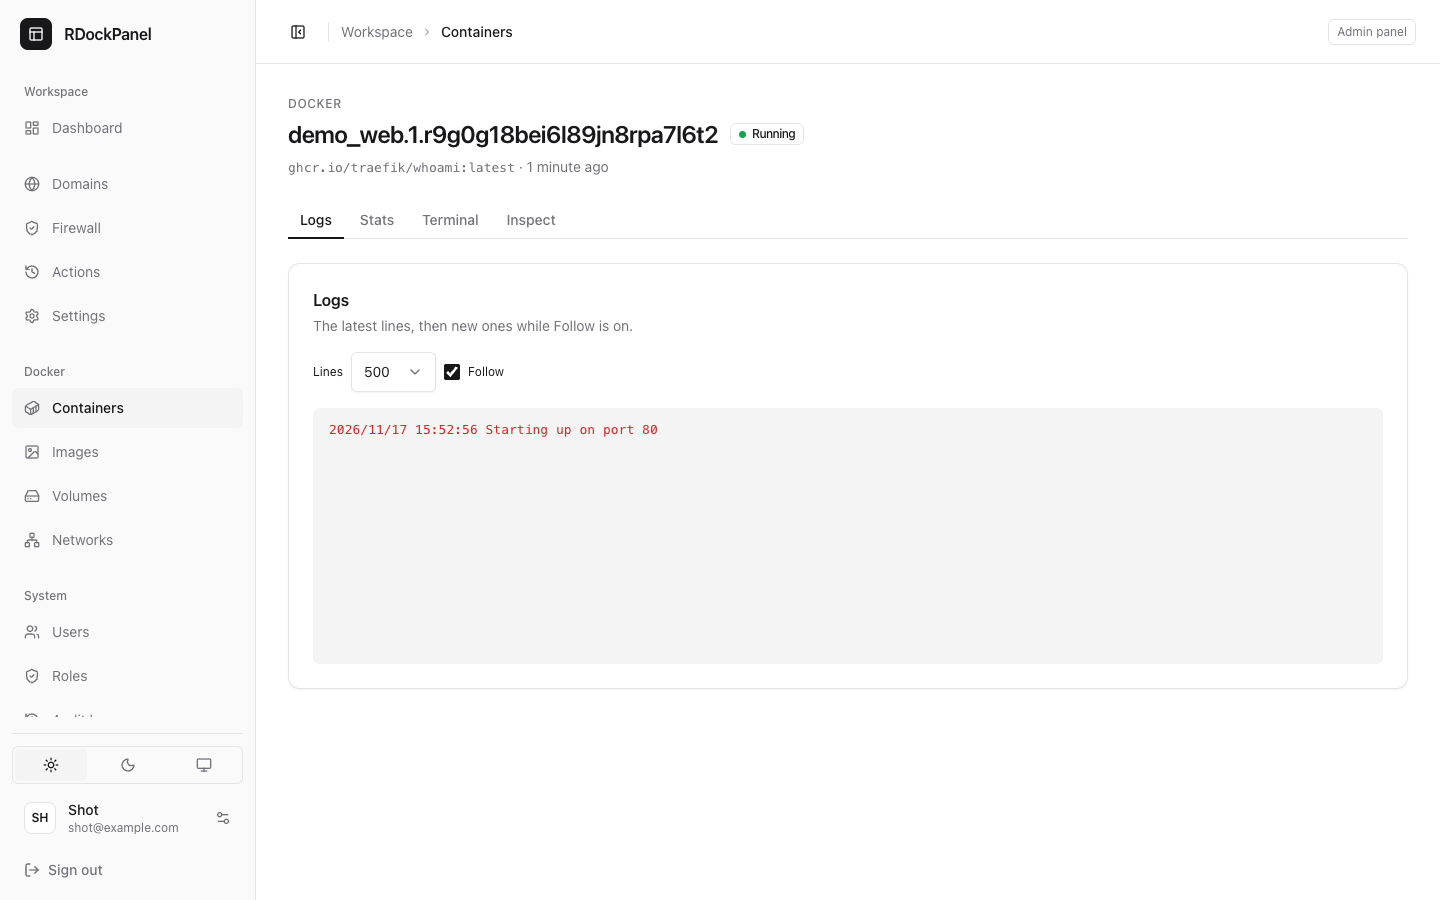 RDockPanel
Workspace
Dashboard
Domains
Firewall
Actions
Settings
Docker
Containers
Images
Volumes
Networks
System
Users
Roles
SH
Shot
shot@example.com
Sign out
Workspace > Containers
Admin panel
DOCKER
demo_web.1.r9g0g18bei6l89jn8rpa7l6t2 Running
ghcr.io/traefik/whoami:latest · 1 minute ago
Logs Stats Terminal Inspect
Logs
The latest lines, then new ones while Follow is on.
Lines 500 Follow
2026/11/17 15:52:56 Starting up on port 80